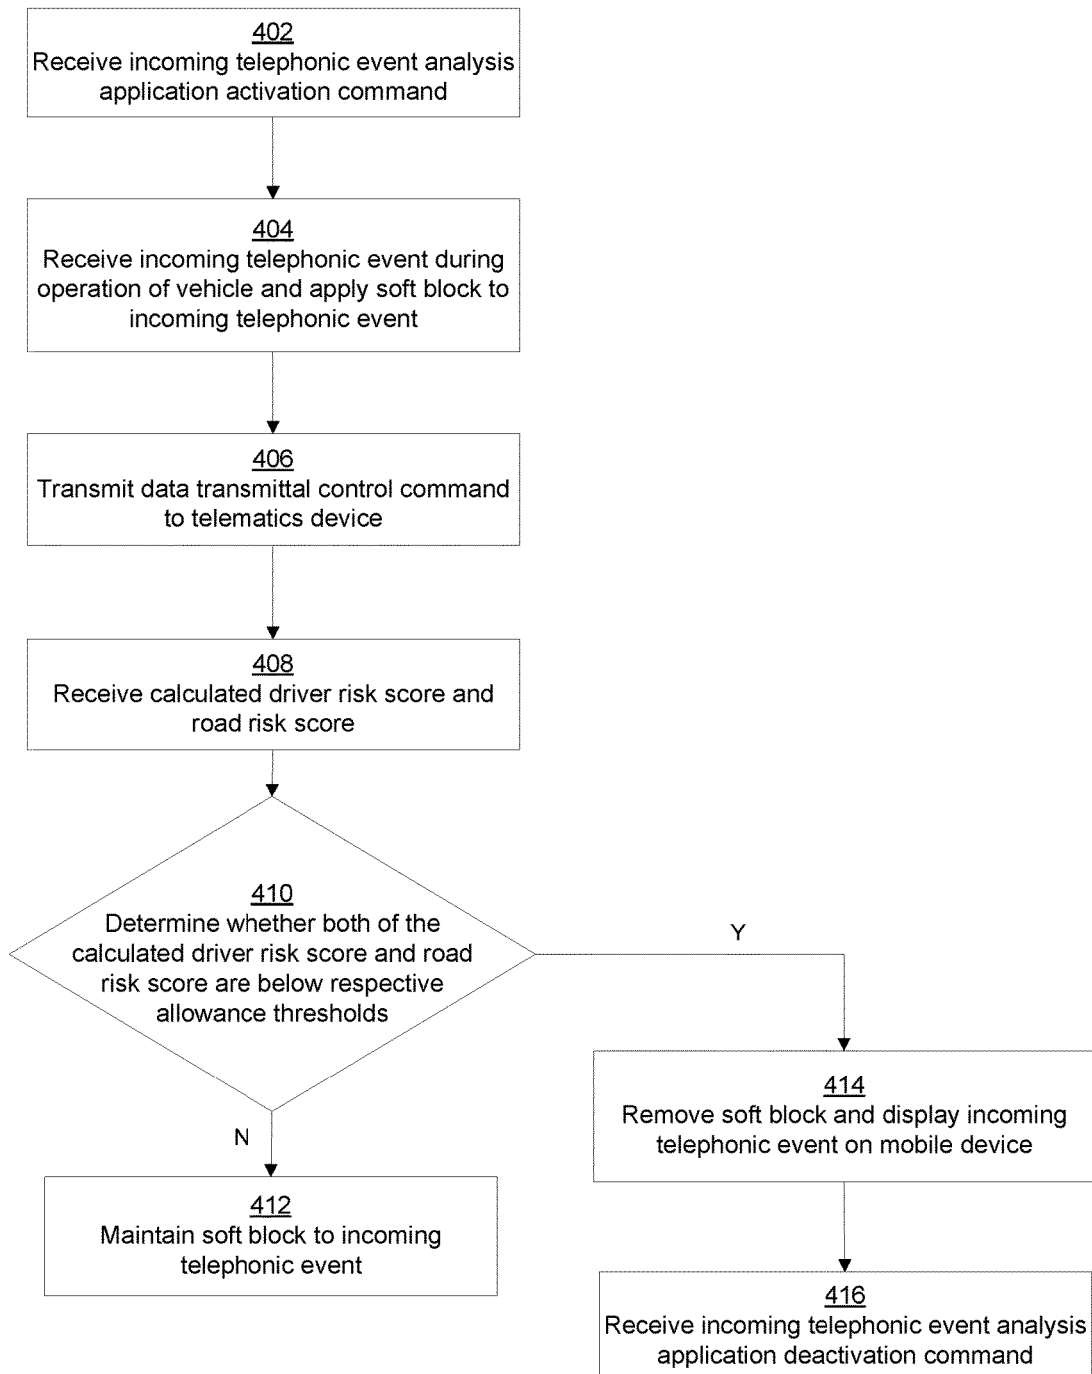 402
Receive incoming telephonic event analysis
application activation command
404
Receive incoming telephonic event during
operation of vehicle and apply soft block to
incoming telephonic event
406
Transmit data transmittal control command
to telematics device
408
Receive calculated driver risk score and
road risk score
410
Determine whether both of the
calculated driver risk score and road
risk score are below respective
allowance thresholds
Y
N
412
Maintain soft block to incoming
telephonic event
414
Remove soft block and display incoming
telephonic event on mobile device
416
Receive incoming telephonic event analysis
application deactivation command